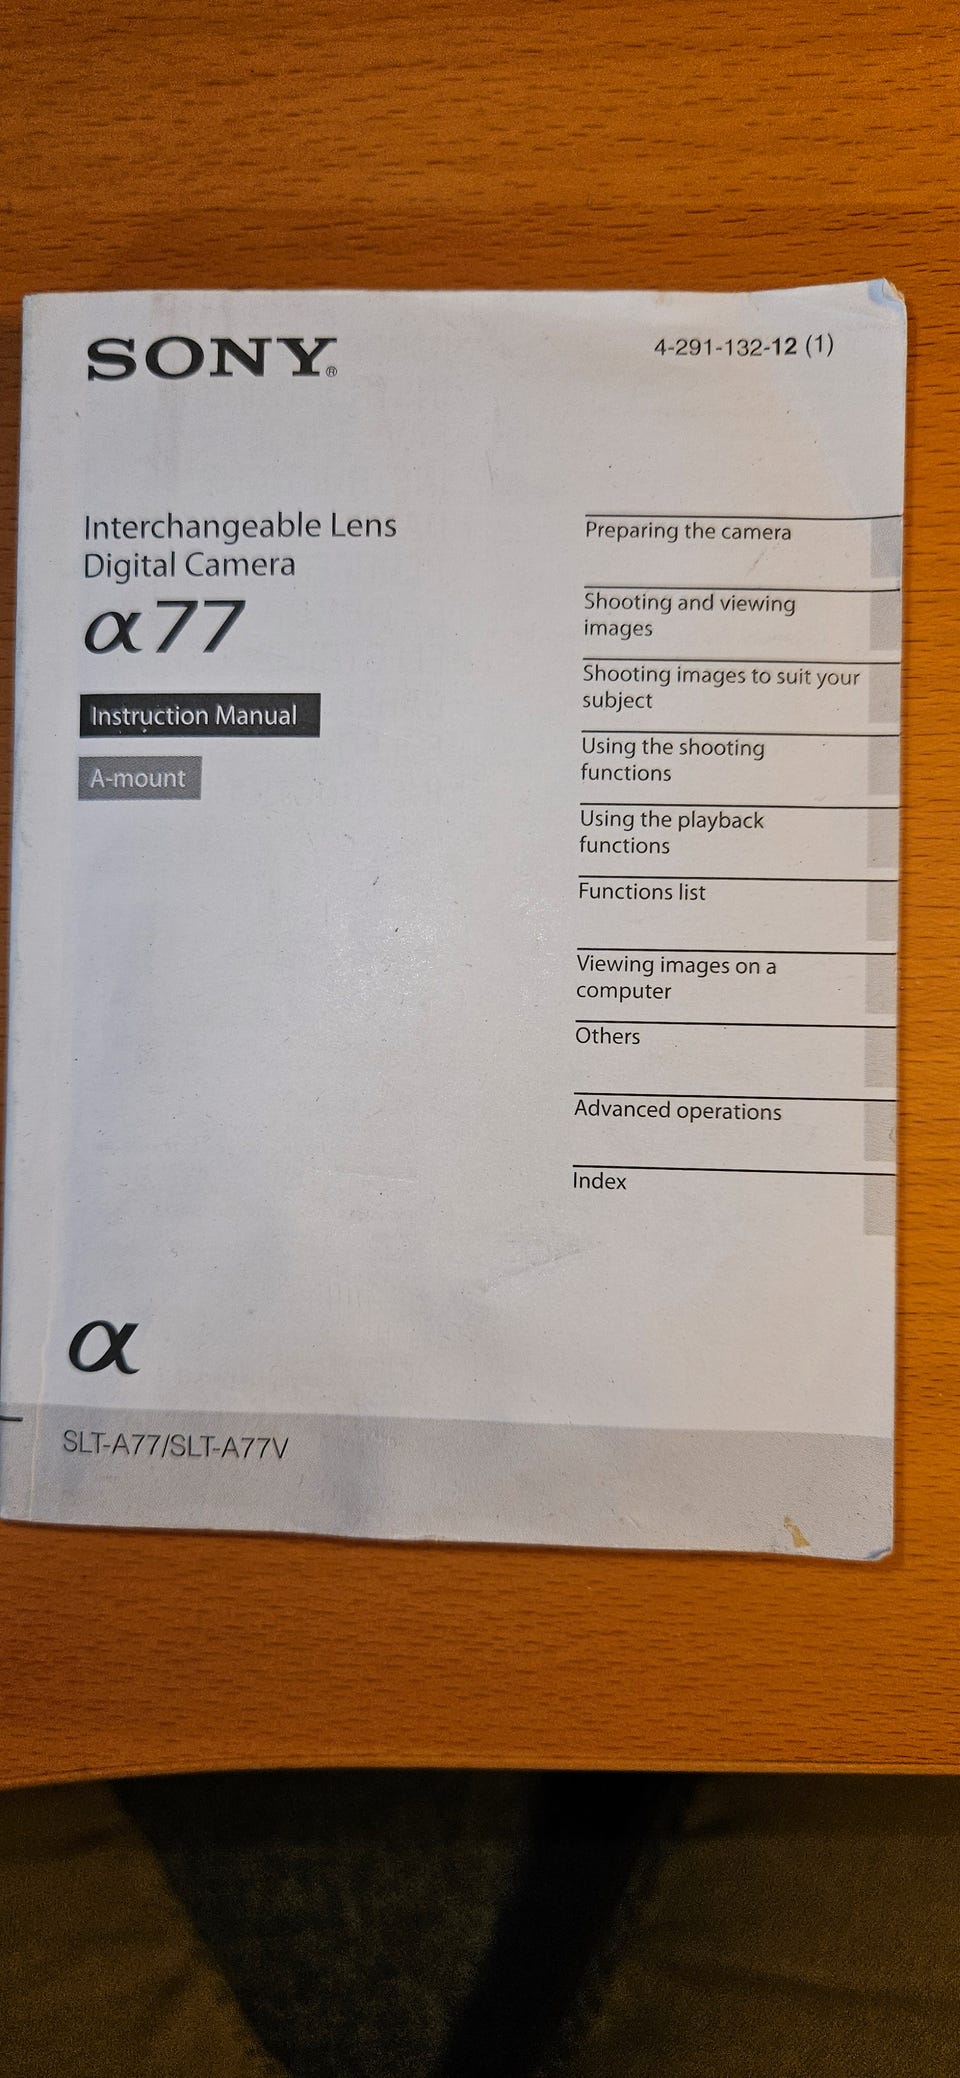 SONY®
4-291-132-12 (1)
Interchangeable Lens
Digital Camera
α77
Instruction Manual
A-mount
Preparing the camera
Shooting and viewing
images
Shooting images to suit your
subject
Using the shooting
functions
Using the playback
functions
Functions list
Viewing images on a
computer
Others
Advanced operations
Index
α
SLT-A77/SLT-A77V